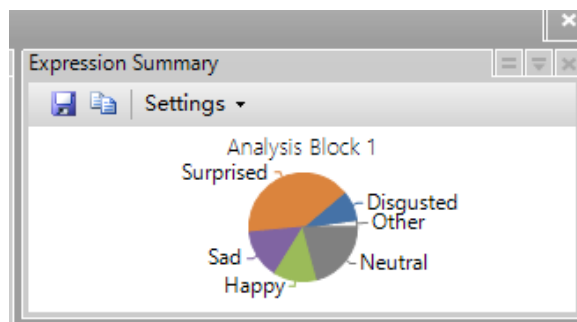 Expression Summary
Settings
Analysis Block 1
Surprised
Disgusted
Other
Sad
Neutral
Happy